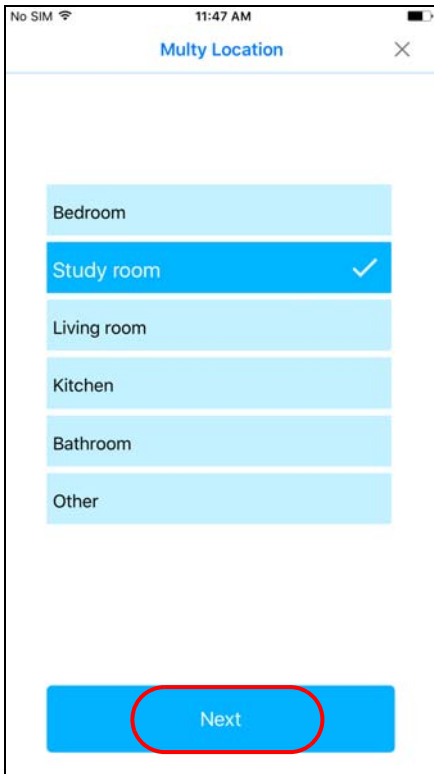 No SIM 11:47 AM
Multy Location
Bedroom
Study room
Living room
Kitchen
Bathroom
Other
Next